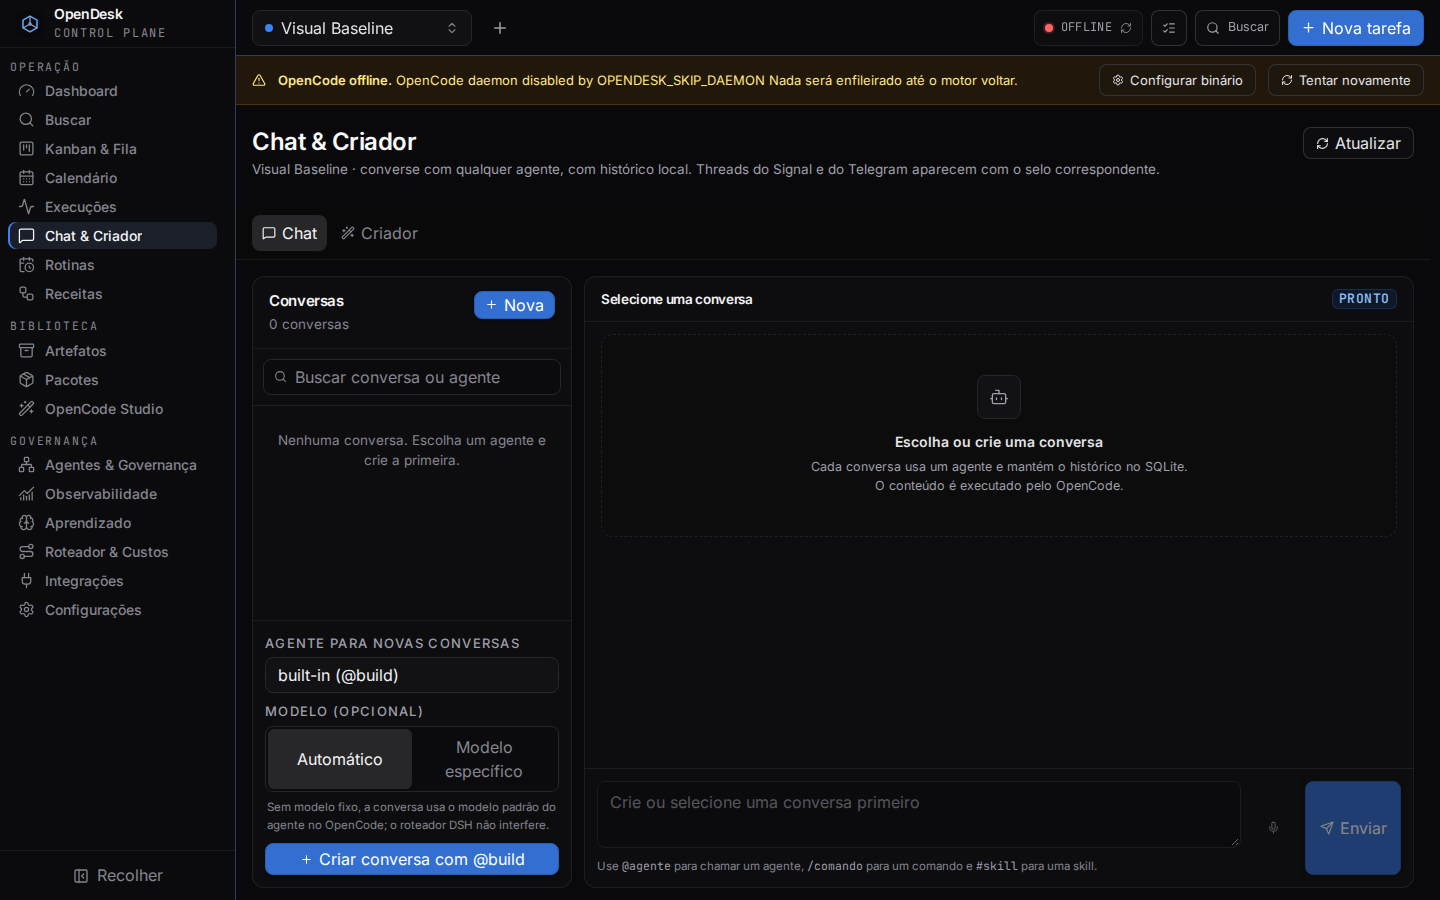 OpenDesk
CONTROL PLANE
OPERAÇÃO
Dashboard
Buscar
Kanban & Fila
Calendário
Execuções
Chat & Criador
Rotinas
Receitas
BIBLIOTECA
Artefatos
Pacotes
OpenCode Studio
GOVERNANÇA
Agentes & Governança
Observabilidade
Aprendizado
Roteador & Custos
Integrações
Configurações
Recolher
Visual Baseline
OFFLINE
Buscar
Nova tarefa
OpenCode offline. OpenCode daemon disabled by OPENDESK_SKIP_DAEMON Nada será enfileirado até o motor voltar.
Configurar binário
Tentar novamente
Chat & Criador
Visual Baseline · converse com qualquer agente, com histórico local. Threads do Signal e do Telegram aparecem com o selo correspondente.
Atualizar
Chat
Criador
Conversas
0 conversas
Nova
Buscar conversa ou agente
Nenhuma conversa. Escolha um agente e
crie a primeira.
AGENTE PARA NOVAS CONVERSAS
built-in (@build)
MODELO (OPCIONAL)
Automático
Modelo
específico
Sem modelo fixo, a conversa usa o modelo padrão do
agente no OpenCode; o roteador DSH não interfere.
Criar conversa com @build
Selecione uma conversa
PRONTO
Escolha ou crie uma conversa
Cada conversa usa um agente e mantém o histórico no SQLite.
O conteúdo é executado pelo OpenCode.
Crie ou selecione uma conversa primeiro
Enviar
Use @agente para chamar um agente, /comando para um comando e #skill para uma skill.